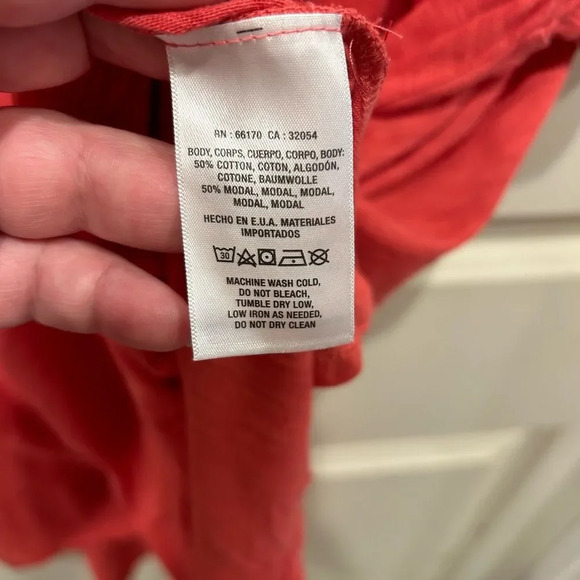 RN : 66170 CA : 32054
BODY, CORPS, CUERPO, CORPO, BODY:
50% COTTON, COTON, ALGODÓN,
COTONE, BAUMWOLLE
50% MODAL, MODAL, MODAL,
MODAL, MODAL
HECHO EN E.U.A. MATERIALES
IMPORTADOS
30
MACHINE WASH COLD,
DO NOT BLEACH,
TUMBLE DRY LOW,
LOW IRON AS NEEDED,
DO NOT DRY CLEAN